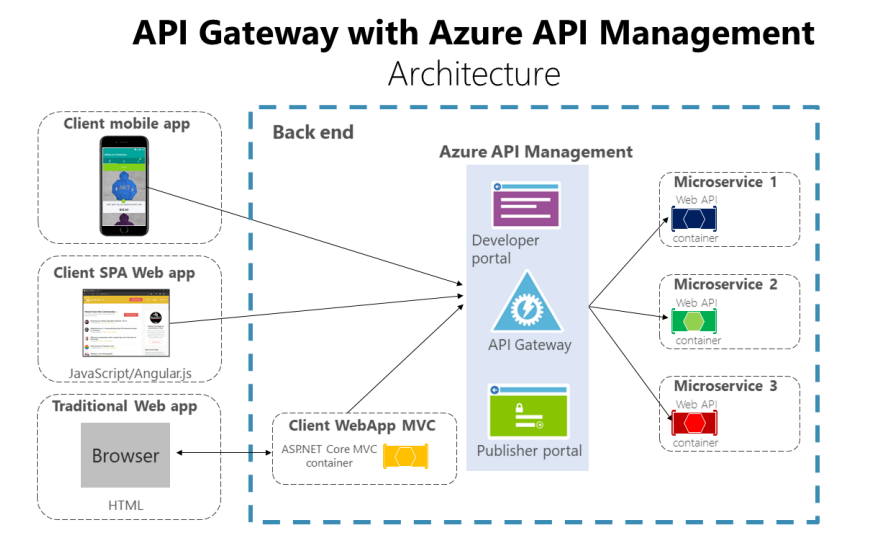 API Gateway with Azure API Management
Architecture
Client mobile app
Back end
Azure API Management
Developer
portal
API Gateway
Publisher portal
Microservice 1
Web API
container
Microservice 2
Web API
container
Microservice 3
Web API
container
Client SPA Web app
JavaScript/Angular.js
Traditional Web app
Browser
HTML
Client WebApp MVC
ASP.NET Core MVC
container